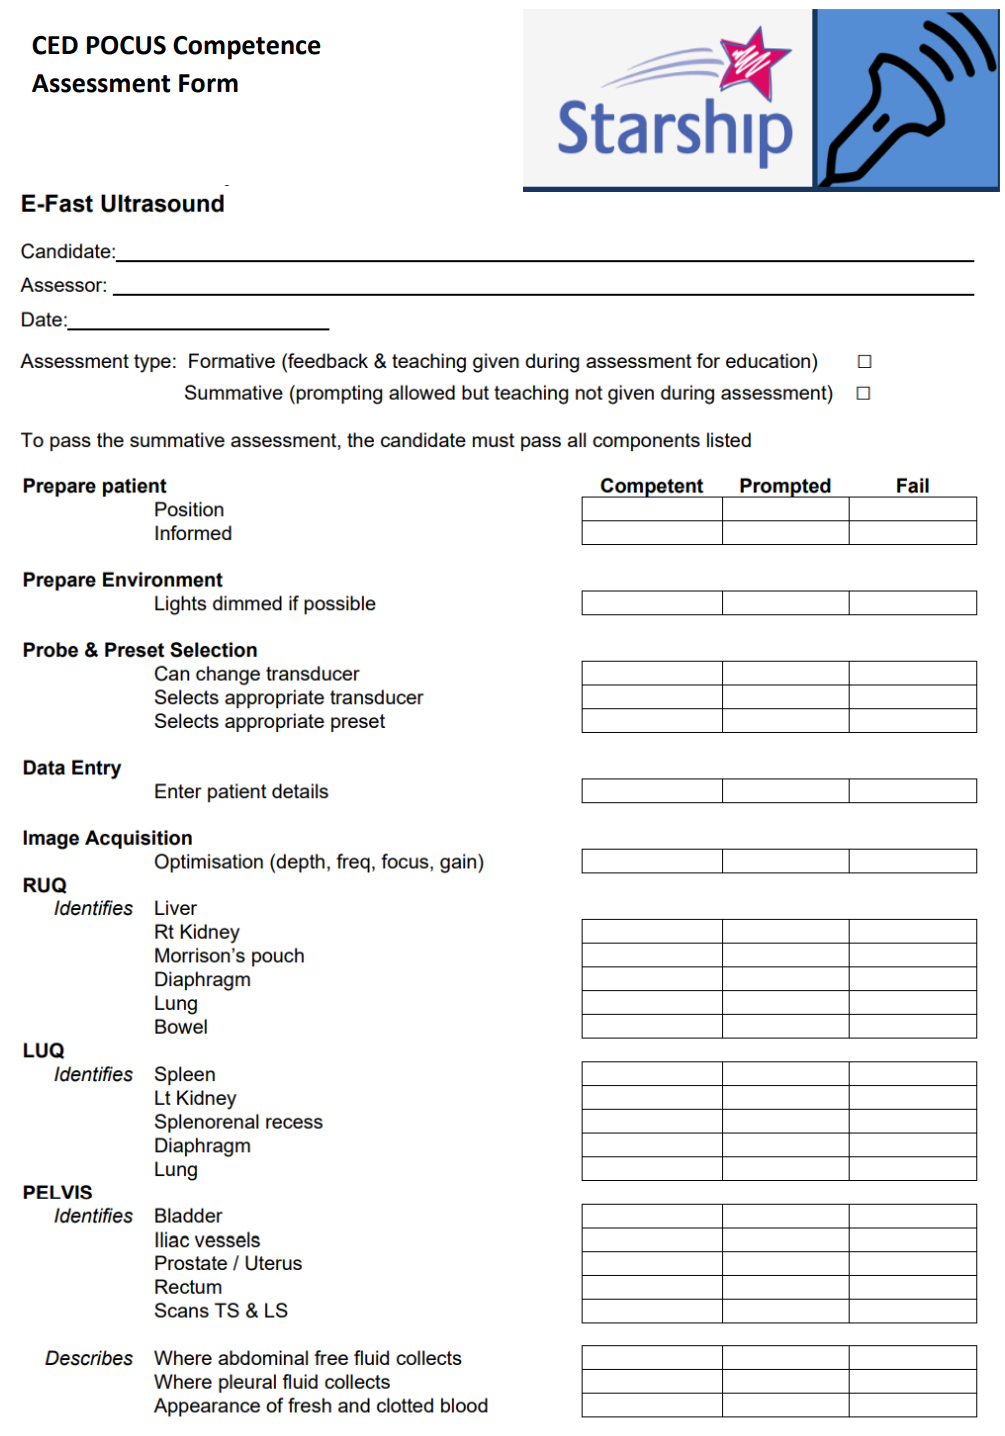 CED POCUS Competence
Assessment Form
Starship
E-Fast Ultrasound
Candidate:
Assessor:
Date:
Assessment type: Formative (feedback & teaching given during assessment for education) ☐
Summative (prompting allowed but teaching not given during assessment) ☐
To pass the summative assessment, the candidate must pass all components listed
Prepare patient Competent Prompted Fail
Position
Informed
Prepare Environment
Lights dimmed if possible
Probe & Preset Selection
Can change transducer
Selects appropriate transducer
Selects appropriate preset
Data Entry
Enter patient details
Image Acquisition
Optimisation (depth, freq, focus, gain)
RUQ
Identifies Liver
Rt Kidney
Morrison's pouch
Diaphragm
Lung
Bowel
LUQ
Identifies Spleen
Lt Kidney
Splenorenal recess
Diaphragm
Lung
PELVIS
Identifies Bladder
Iliac vessels
Prostate / Uterus
Rectum
Scans TS & LS
Describes Where abdominal free fluid collects
Where pleural fluid collects
Appearance of fresh and clotted blood